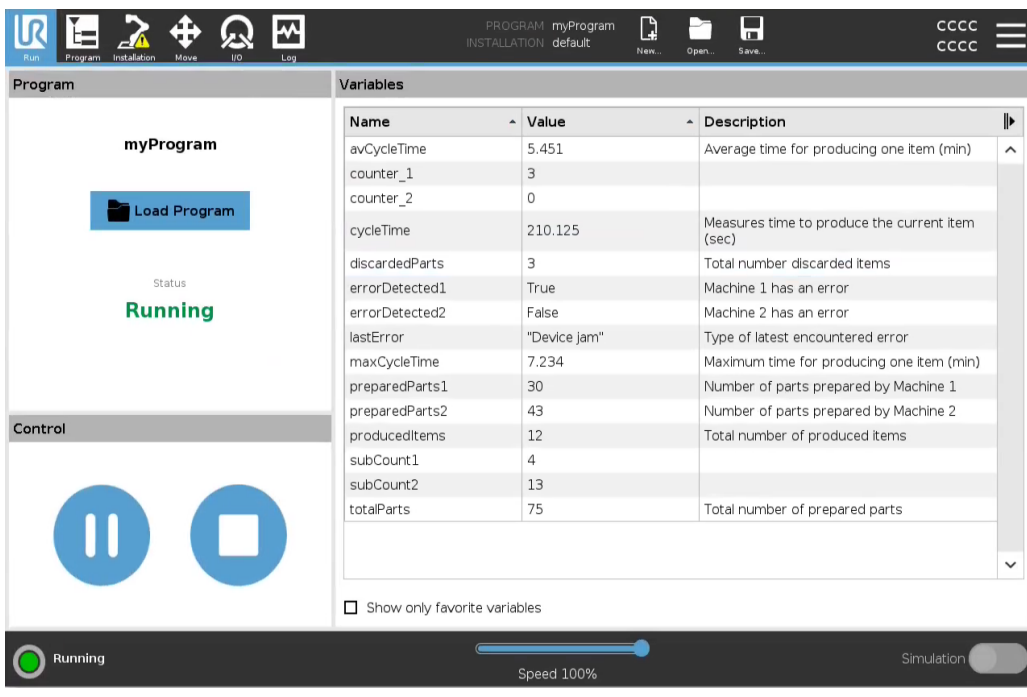 UR
Run
Program
Installation
Move
I/O
Log
PROGRAM myProgram
INSTALLATION default
New...
Open...
Save...
CCCC
CCCC
Program
myProgram
Load Program
Status
Running
Control
Variables
Name Value Description
avCycleTime 5.451 Average time for producing one item (min)
counter_1 3
counter_2 0
cycleTime 210.125 Measures time to produce the current item
(sec)
discardedParts 3 Total number discarded items
errorDetected1 True Machine 1 has an error
errorDetected2 False Machine 2 has an error
lastError "Device jam" Type of latest encountered error
maxCycleTime 7.234 Maximum time for producing one item (min)
preparedParts1 30 Number of parts prepared by Machine 1
preparedParts2 43 Number of parts prepared by Machine 2
producedItems 12 Total number of produced items
subCount1 4
subCount2 13
totalParts 75 Total number of prepared parts
Show only favorite variables
Running
Speed 100%
Simulation